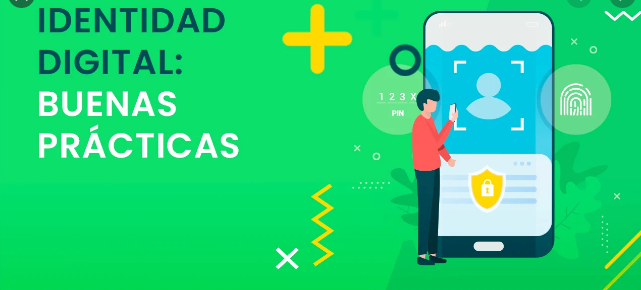 IDENTIDAD
DIGITAL:
BUENAS
PRÁCTICAS
1 2 3 X
PIN